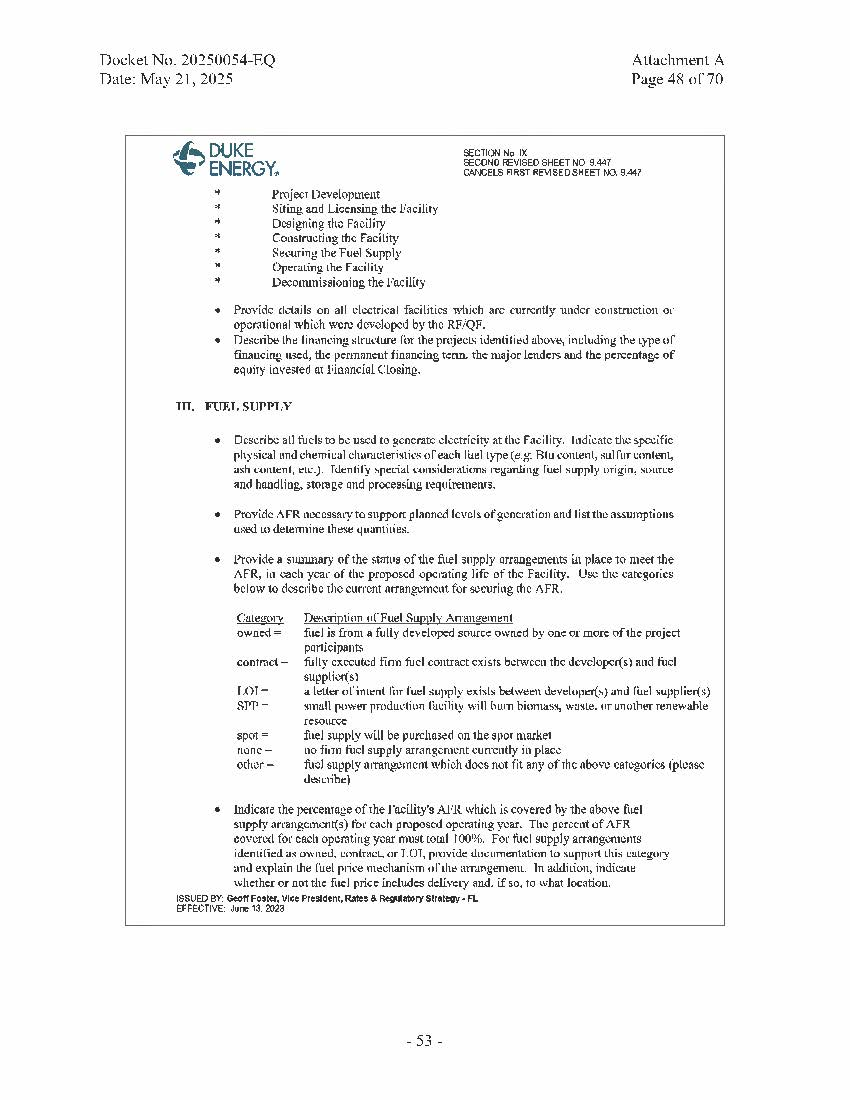 Docket No. 20250054-EQ
Date: May 21, 2025
Attachment A
Page 48 of 70
DUKE
ENERGY®
SECTION No. IX
SECOND REVISED SHEET NO. 9.447
CANCELS FIRST REVISED SHEET NO. 9.447
* Project Development
* Siting and Licensing the Facility
* Designing the Facility
* Constructing the Facility
* Securing the Fuel Supply
* Operating the Facility
* Decommissioning the Facility
• Provide details on all electrical facilities which are currently under construction or
operational which were developed by the RF/QF.
• Describe the financing structure for the projects identified above, including the type of
financing used, the permanent financing term, the major lenders and the percentage of
equity invested at Financial Closing.
III. FUEL SUPPLY
• Describe all fuels to be used to generate electricity at the Facility. Indicate the specific
physical and chemical characteristics of each fuel type (e.g. Btu content, sulfur content,
ash content, etc.). Identify special considerations regarding fuel supply origin, source
and handling, storage and processing requirements.
• Provide AFR necessary to support planned levels of generation and list the assumptions
used to determine these quantities.
• Provide a summary of the status of the fuel supply arrangements in place to meet the
AFR, in each year of the proposed operating life of the Facility. Use the categories
below to describe the current arrangement for securing the AFR.
Category Description of Fuel Supply Arrangement
owned = fuel is from a fully developed source owned by one or more of the project
participants
contract = fully executed firm fuel contract exists between the developer(s) and fuel
supplier(s)
LOI = a letter of intent for fuel supply exists between developer(s) and fuel supplier(s)
SPP = small power production facility will burn biomass, waste, or another renewable
resource
spot = fuel supply will be purchased on the spot market
none = no firm fuel supply arrangement currently in place
other = fuel supply arrangement which does not fit any of the above categories (please
describe)
• Indicate the percentage of the Facility's AFR which is covered by the above fuel
supply arrangement(s) for each proposed operating year. The percent of AFR
covered for each operating year must total 100%. For fuel supply arrangements
identified as owned, contract, or LOI, provide documentation to support this category
and explain the fuel price mechanism of the arrangement. In addition, indicate
whether or not the fuel price includes delivery and, if so, to what location.
ISSUED BY: Geoff Foster, Vice President, Rates & Regulatory Strategy - FL
EFFECTIVE: June 13, 2023
- 53 -